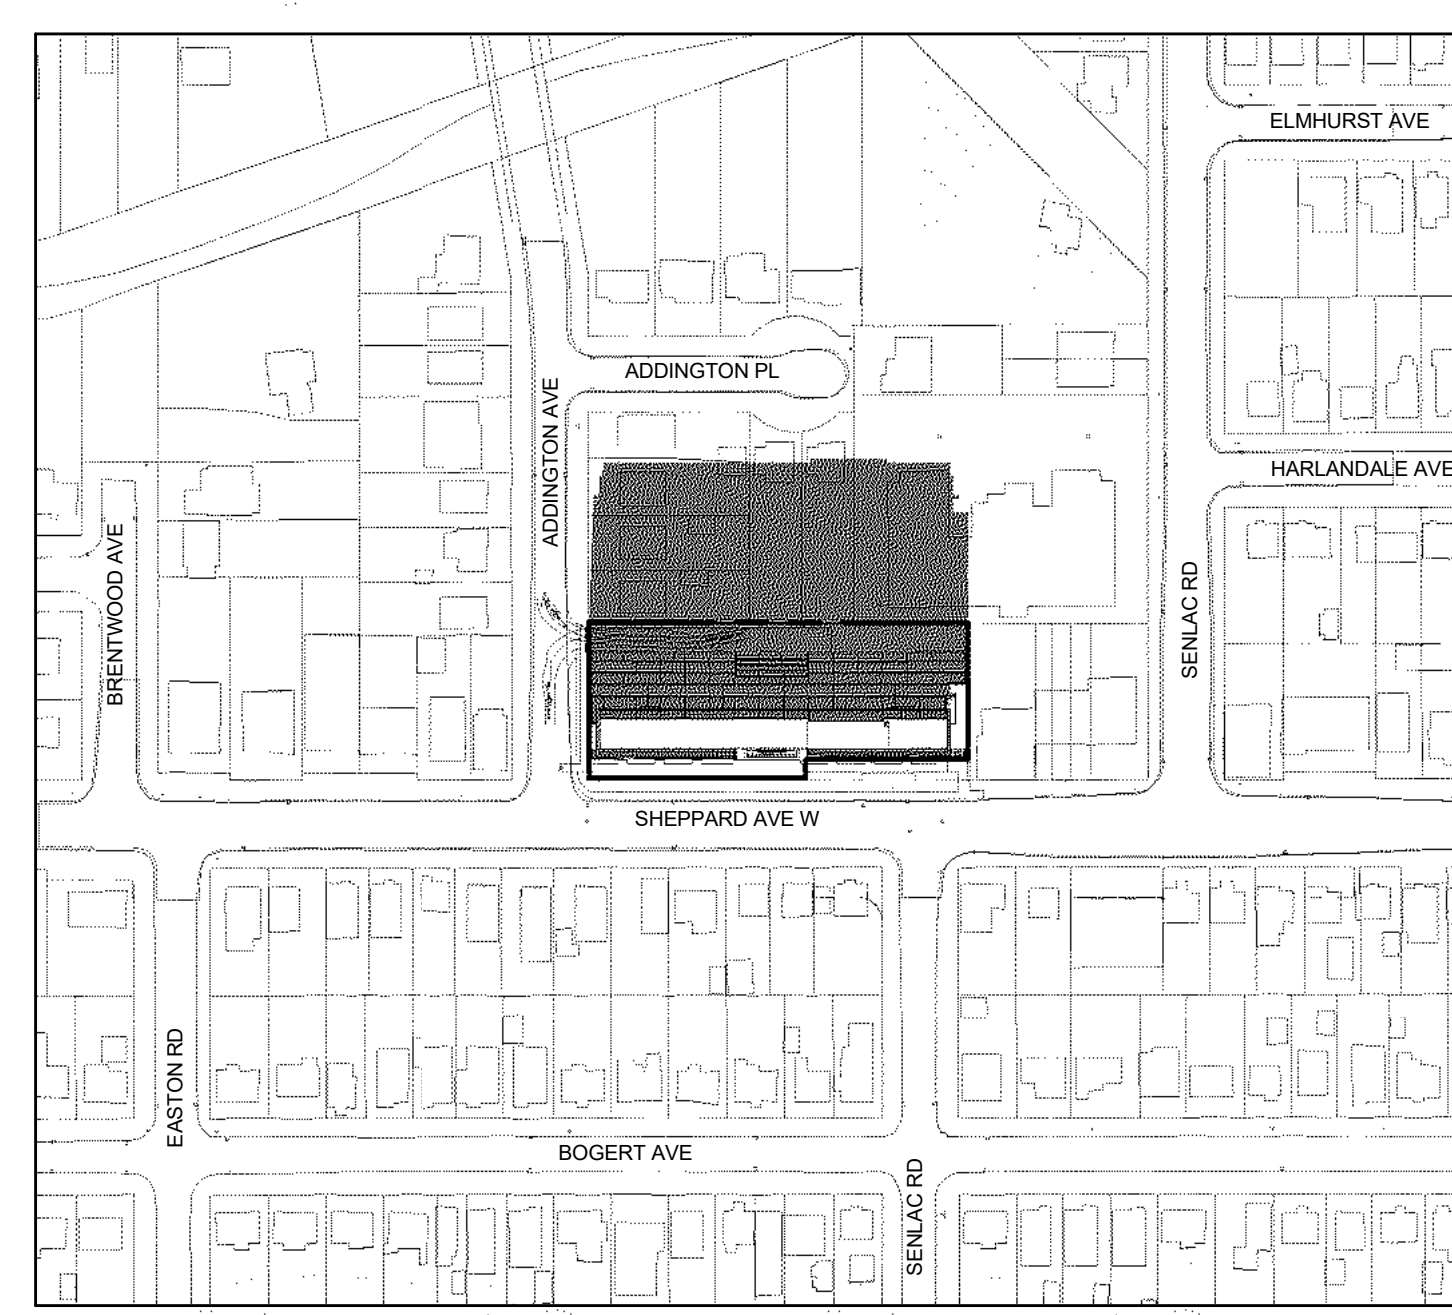 ELMHURST AVE
ADDINGTON PL
ADDINGTON AVE
HARLANDALE AVE
BRENTWOOD AVE
SENLAC RD
SHEPPARD AVE W
EASTON RD
BOGERT AVE
SENLAC RD